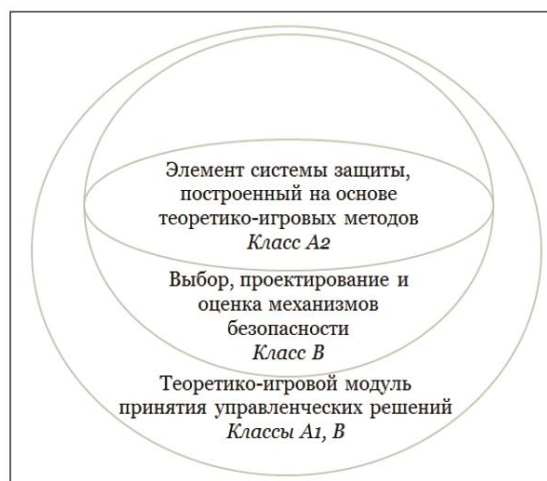 Элемент системы защиты,
построенный на основе
теоретико-игровых методов
Класс А2
Выбор, проектирование и
оценка механизмов
безопасности
Класс В
Теоретико-игровой модуль
принятия управленческих решений
Классы А1, В